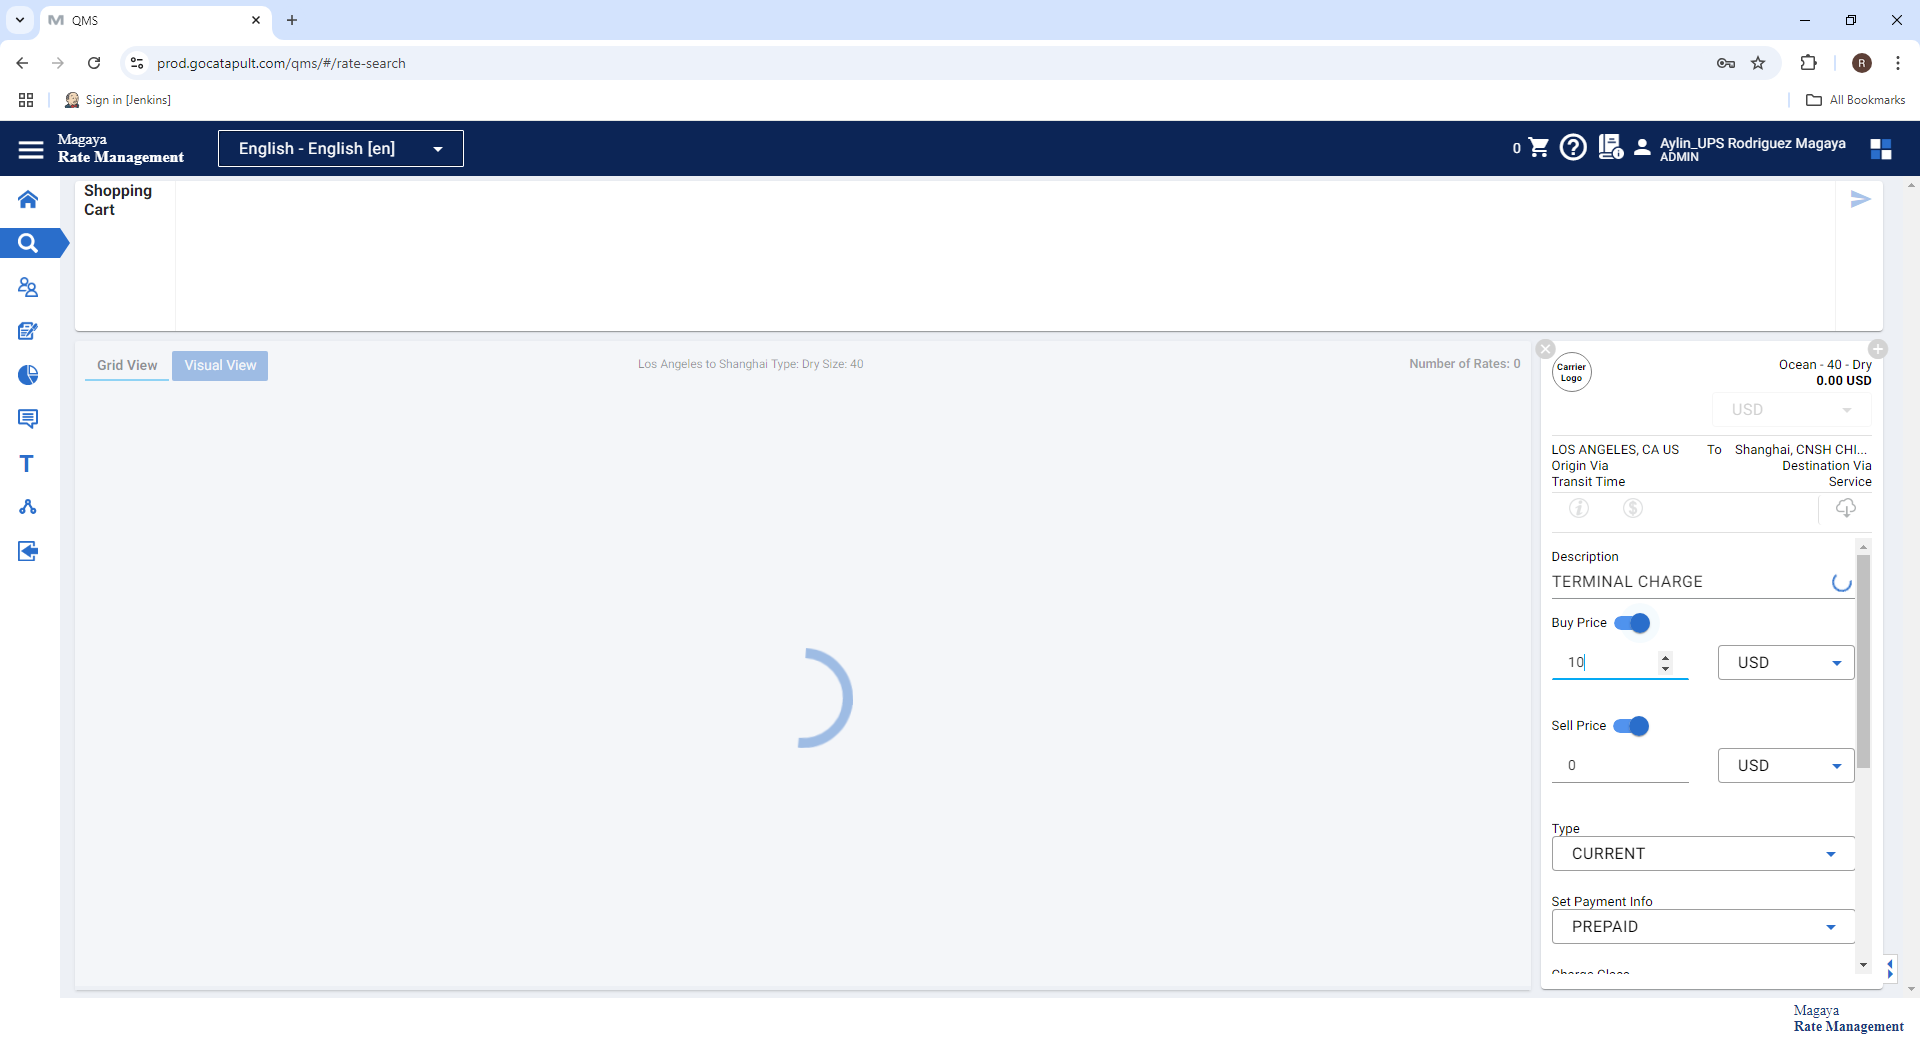 QMS
prod.gocatapult.com/qms/#/rate-search
R
Sign in [Jenkins]
All Bookmarks
Magaya
Rate Management
English - English [en]
0
Aylin_UPS Rodriguez Magaya
ADMIN
Shopping
Cart
Grid View
Visual View
Los Angeles to Shanghai Type: Dry Size: 40
Number of Rates: 0
Carrier
Logo
Ocean - 40 - Dry
0.00 USD
USD
LOS ANGELES, CA US To Shanghai, CNSH CHI...
Origin Via Destination Via
Transit Time Service
Description
TERMINAL CHARGE
Buy Price
10 USD
Sell Price
0 USD
Type
CURRENT
Set Payment Info
PREPAID
Charge Class
Magaya
Rate Management